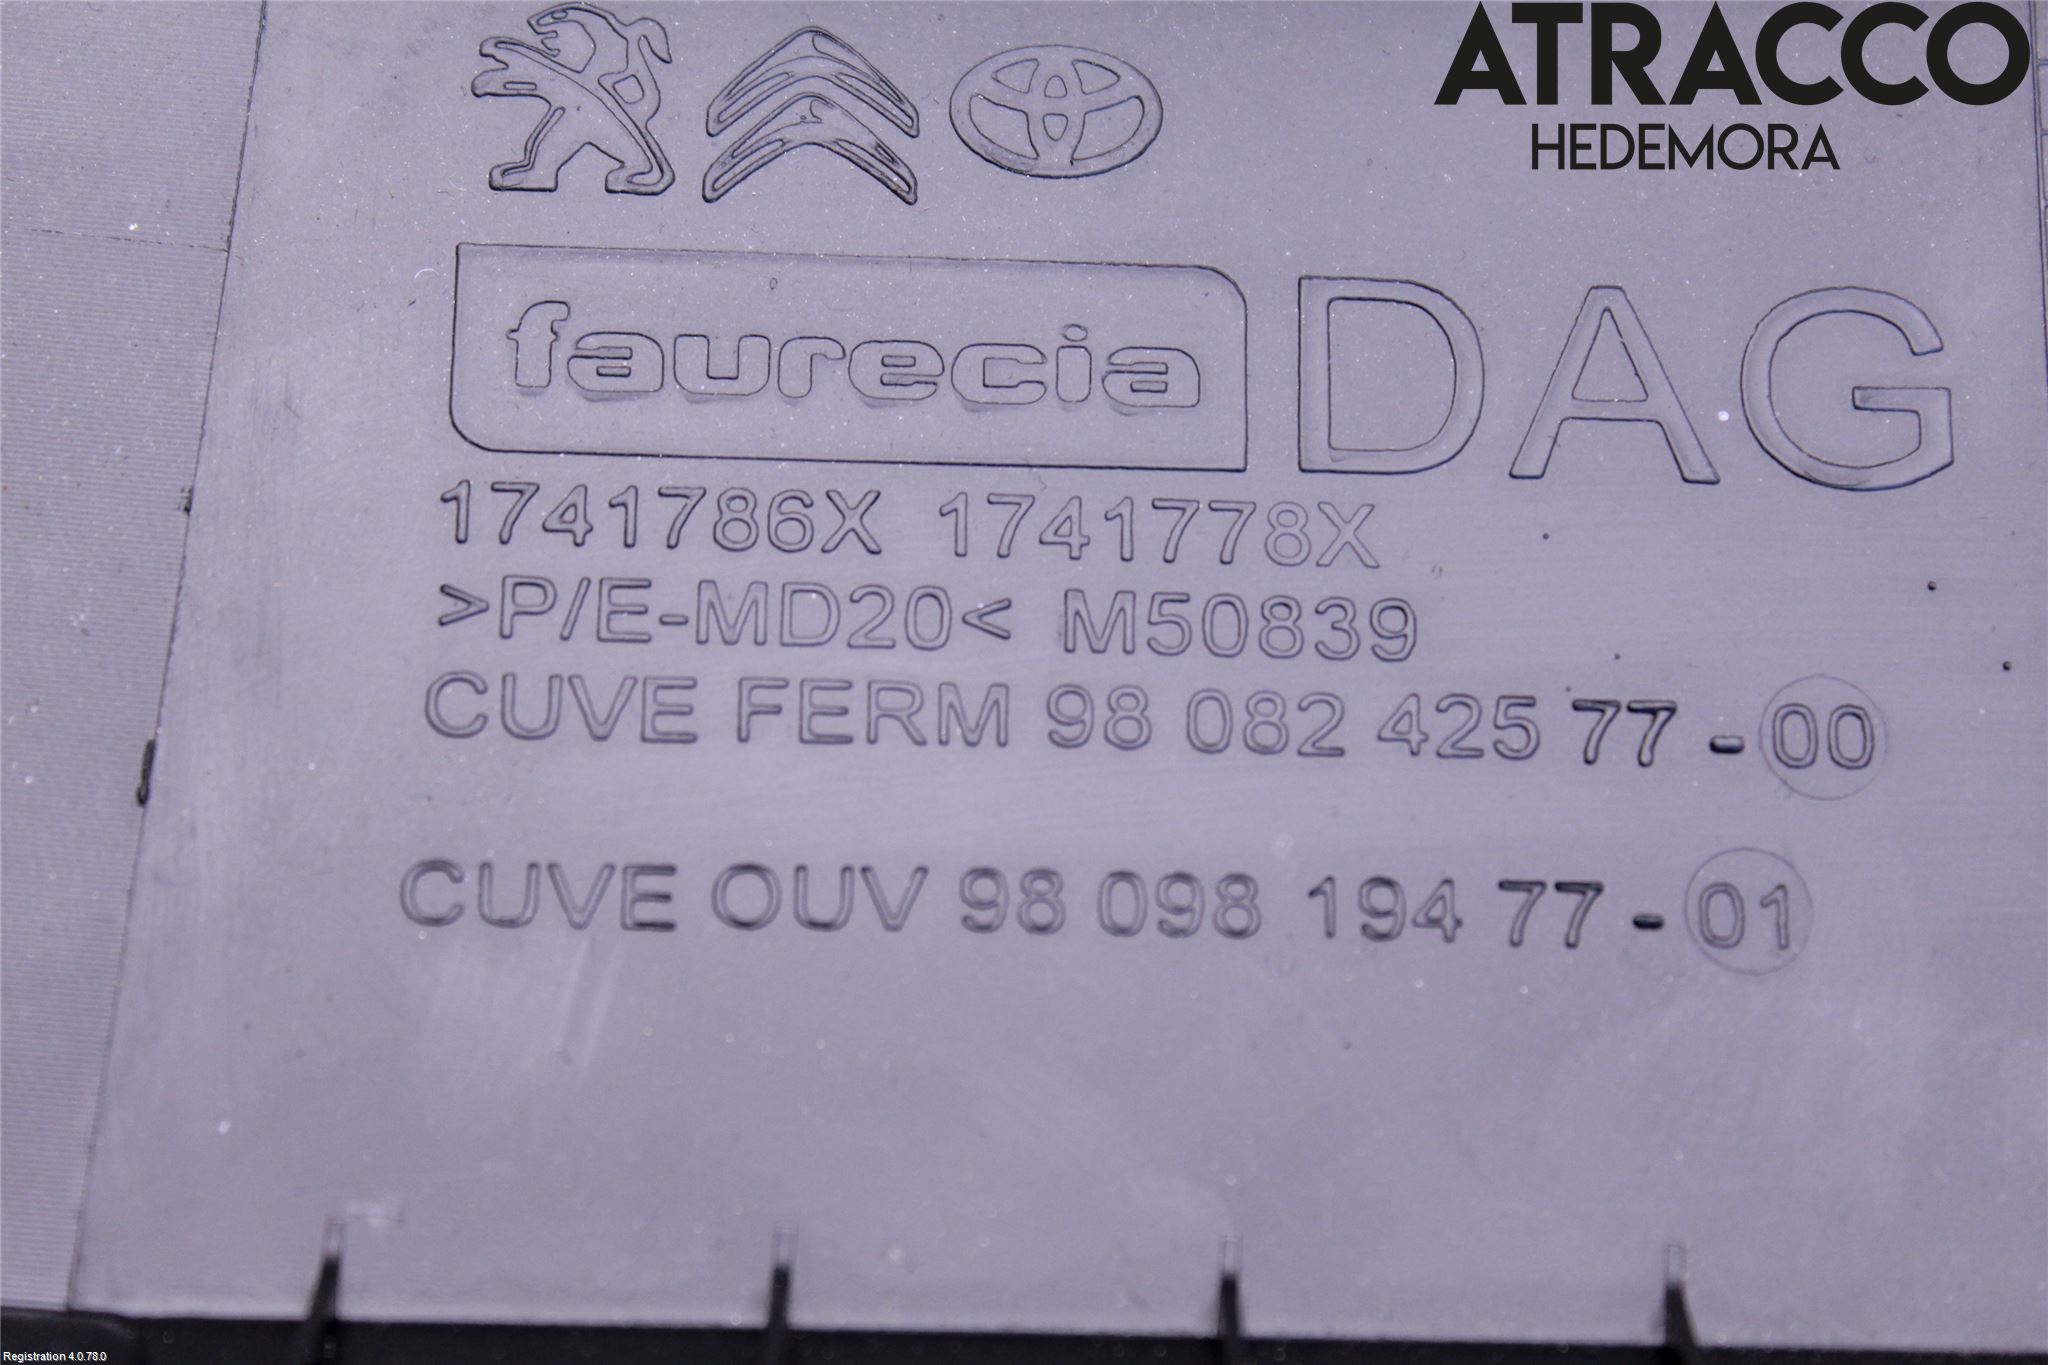 ATRACCO
HEDEMORA
faurecia DAG
1741786X 1741778X
>P/E-MD20< M50839
CUVE FERM 98 082 425 77 - 00
CUVE OUV 98 098 194 77 - 01
Registration 4.0.78.0